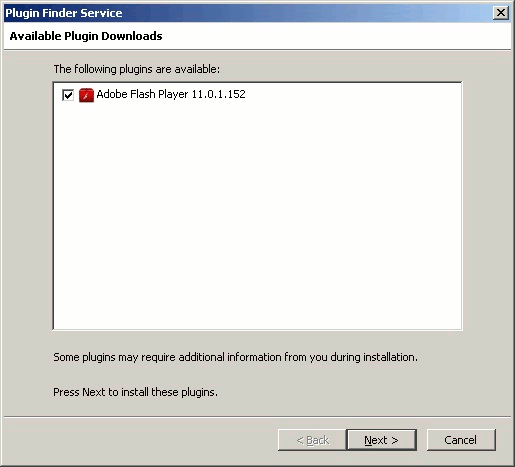 Plugin Finder Service
Available Plugin Downloads
The following plugins are available:
Adobe Flash Player 11.0.1.152
Some plugins may require additional information from you during installation.
Press Next to install these plugins.
< Back Next > Cancel